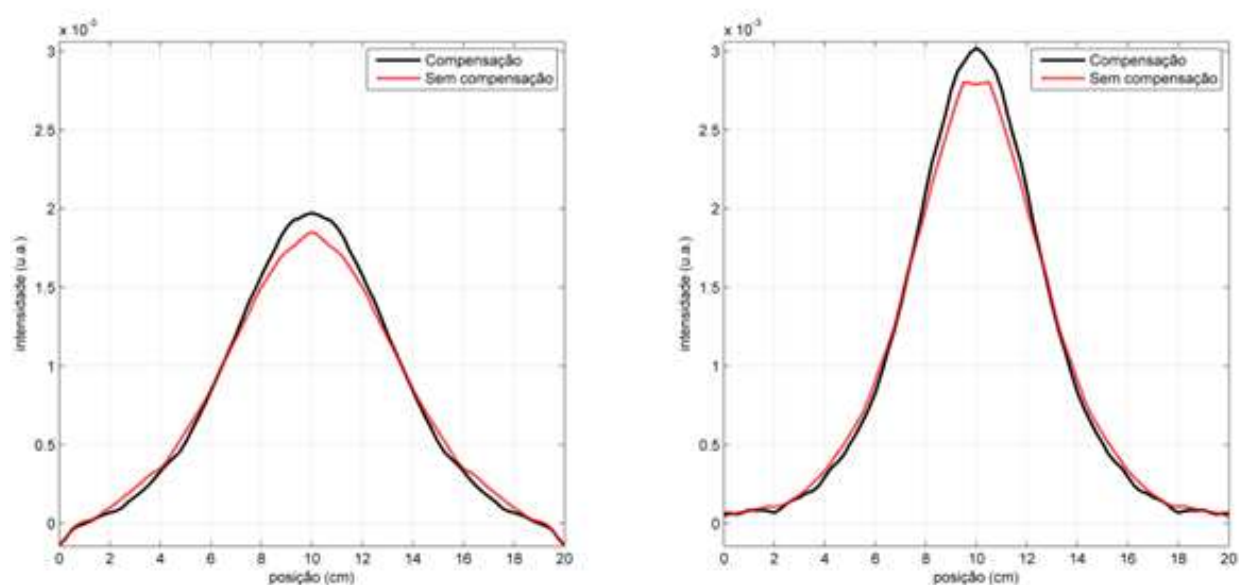 x 10⁻³
3
2.5
2
1.5
1
0.5
0
intensidade (u.a.)
Compensação
Sem compensação
0 2 4 6 8 10 12 14 16 18 20
posição (cm)
x 10⁻³
3
2.5
2
1.5
1
0.5
0
intensidade (u.a.)
Compensação
Sem compensação
0 2 4 6 8 10 12 14 16 18 20
posição (cm)